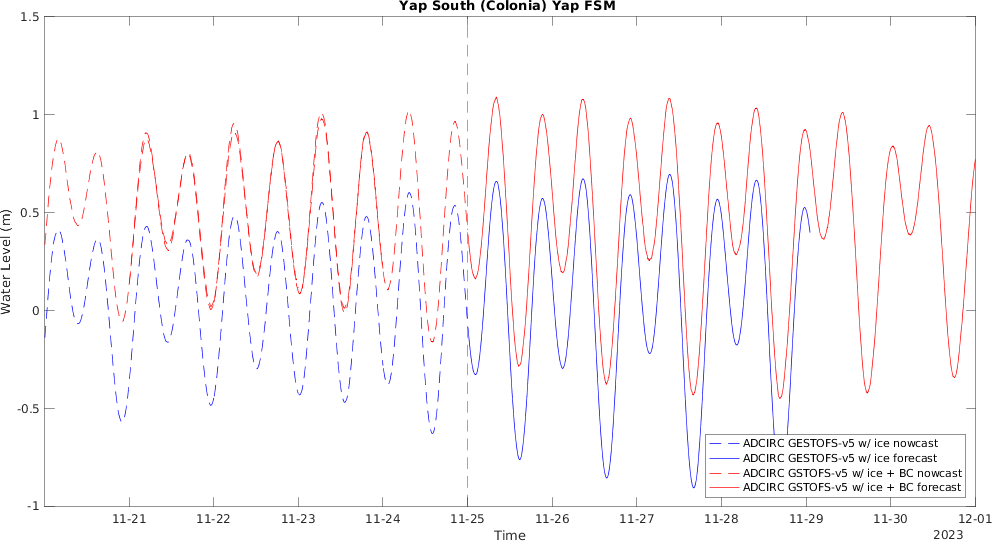 Yap South (Colonia) Yap FSM
1.5
1
0.5
0
-0.5
-1
Water Level (m)
ADCIRC GESTOFS-v5 w/ ice nowcast
ADCIRC GESTOFS-v5 w/ ice forecast
ADCIRC GSTOFS-v5 w/ ice + BC nowcast
ADCIRC GSTOFS-v5 w/ ice + BC forecast
11-21 11-22 11-23 11-24 11-25 11-26 11-27 11-28 11-29 11-30 12-01
Time
2023